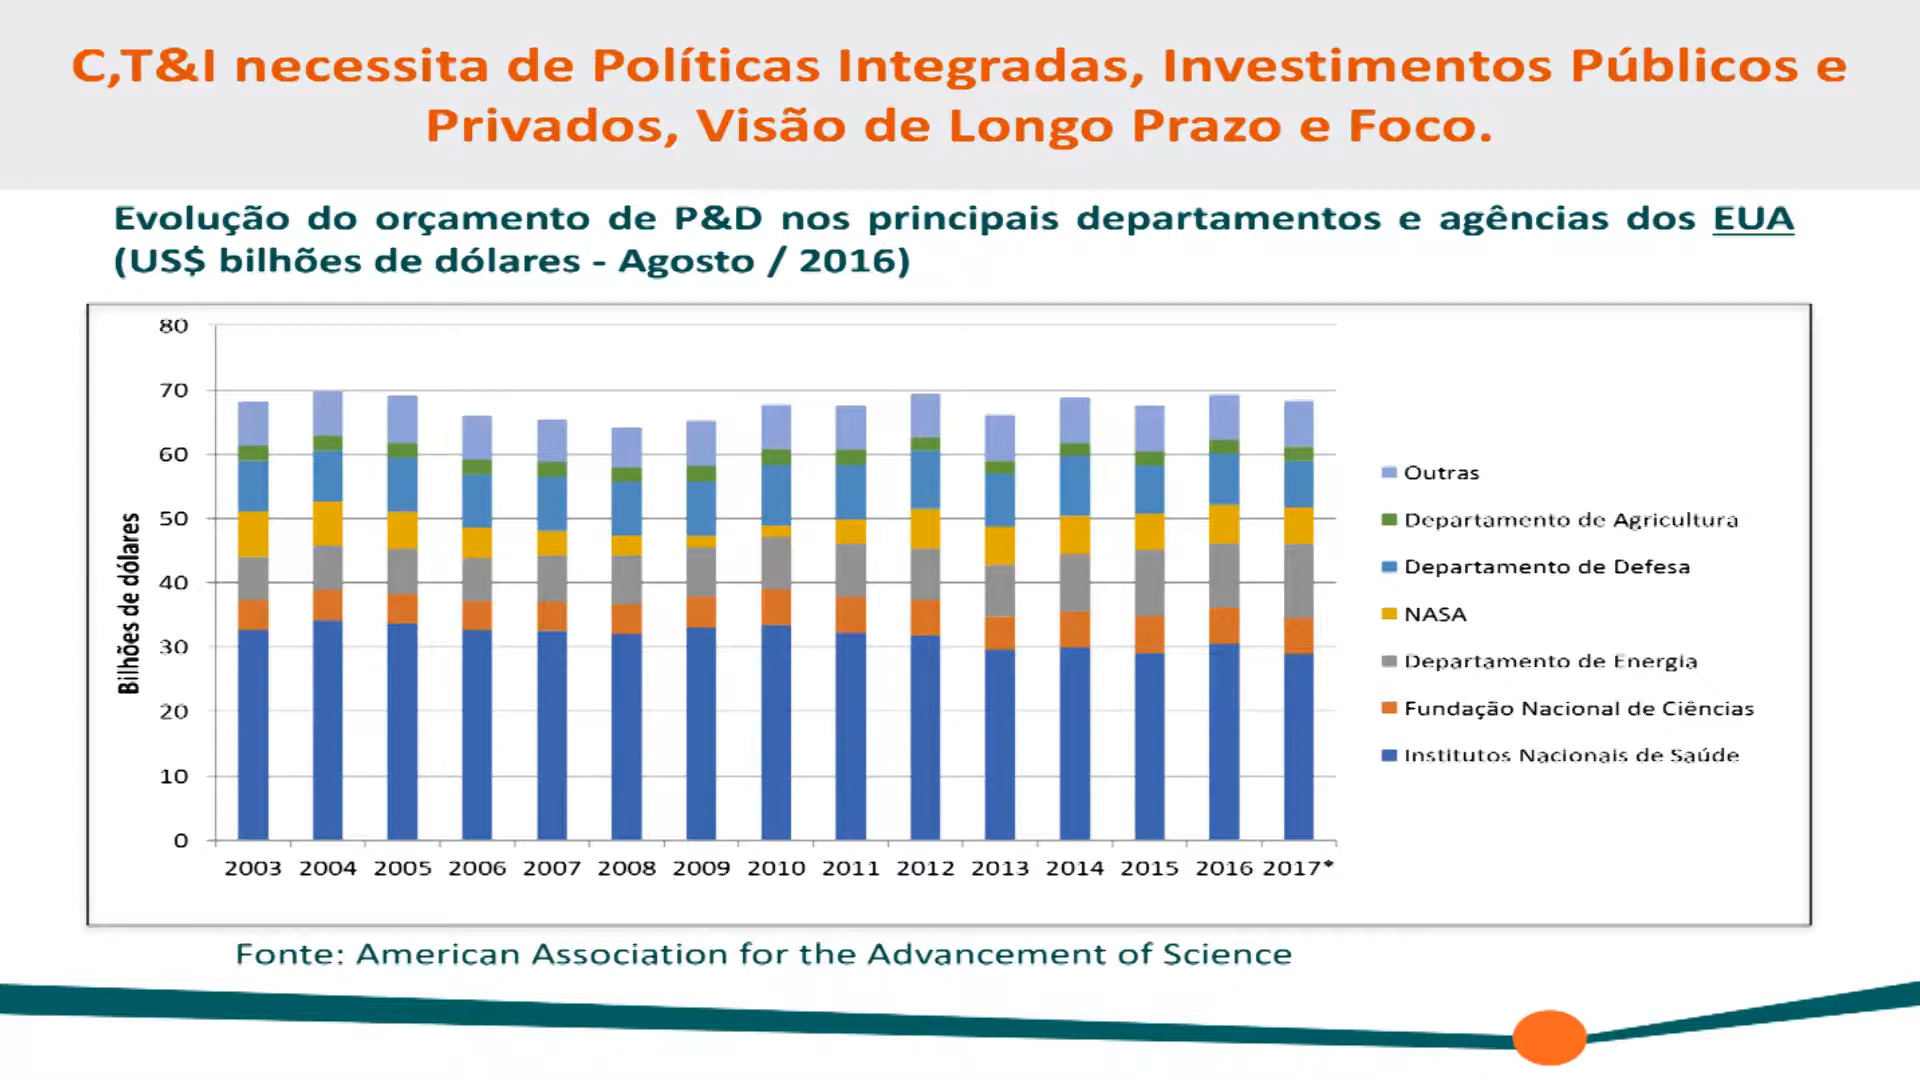 C,T&I necessita de Políticas Integradas, Investimentos Públicos e
Privados, Visão de Longo Prazo e Foco.
Evolução do orçamento de P&D nos principais departamentos e agências dos EUA
(US$ bilhões de dólares - Agosto / 2016)
80
70
60
50
40
30
20
10
0
Bilhões de dólares
2003 2004 2005 2006 2007 2008 2009 2010 2011 2012 2013 2014 2015 2016 2017*
Outras
Departamento de Agricultura
Departamento de Defesa
NASA
Departamento de Energia
Fundação Nacional de Ciências
Institutos Nacionais de Saúde
Fonte: American Association for the Advancement of Science